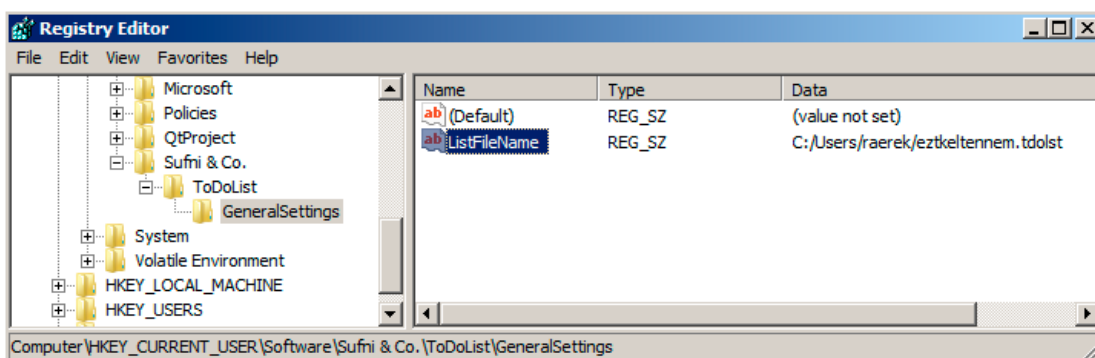 Registry Editor
File Edit View Favorites Help
Microsoft
Policies
QtProject
Sufni & Co.
ToDoList
GeneralSettings
System
Volatile Environment
HKEY_LOCAL_MACHINE
HKEY_USERS
Name Type Data
ab (Default) REG_SZ (value not set)
ab ListFileName REG_SZ C:/Users/raerek/eztkeltennem.tdolst
Computer\HKEY_CURRENT_USER\Software\Sufni & Co.\ToDoList\GeneralSettings